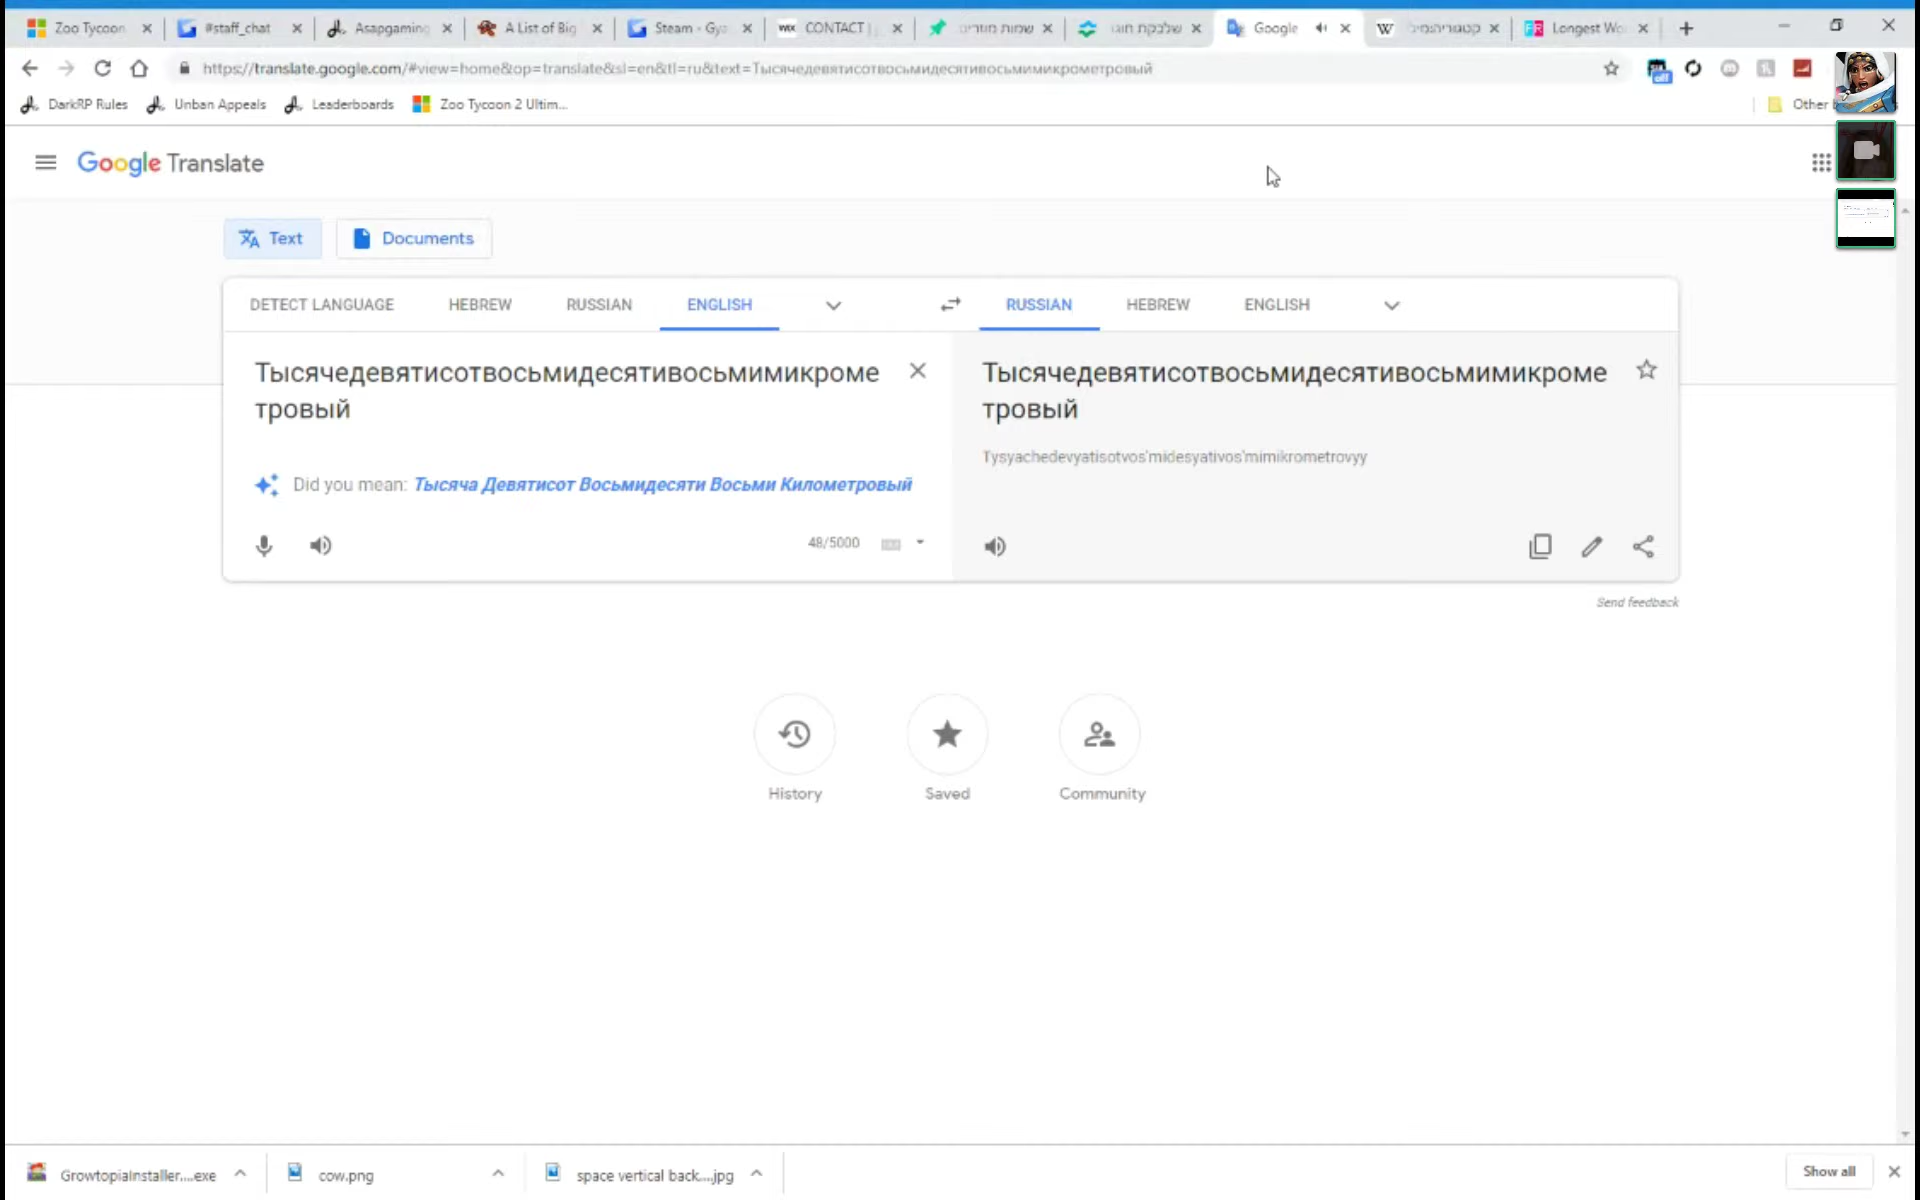 Zoo Tycoon
#staff_chat
Asapgaming
A List of Big
Steam - Gy
CONTACT |
Google
Longest Wo
https://translate.google.com/#view=home&op=translate&sl=en&tl=ru&text=Тысячедевятисотвосьмидесятивосьмимикрометровый
DarkRP Rules
Unban Appeals
Leaderboards
Zoo Tycoon 2 Ultim...
Other
Google Translate
Text
Documents
DETECT LANGUAGE
HEBREW
RUSSIAN
ENGLISH
RUSSIAN
HEBREW
ENGLISH
Тысячедевятисотвосьмидесятивосьмимикроме
тровый
Did you mean: Тысяча Девятисот Восьмидесяти Восьми Километровый
48/5000
Тысячедевятисотвосьмидесятивосьмимикроме
тровый
Tysyachedevyatisotvos'midesyativos'mimikrometrovyy
Send feedback
History
Saved
Community
GrowtopiaInstaller....exe
cow.png
space vertical back....jpg
Show all